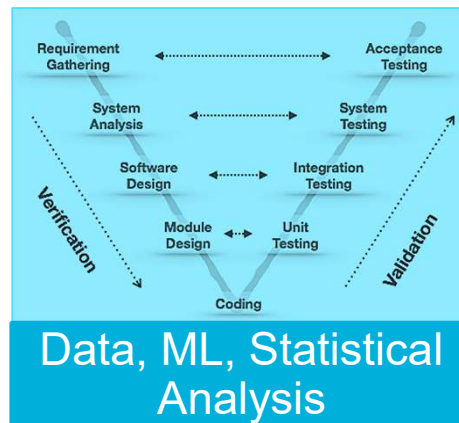 Requirement
Gathering
Acceptance
Testing
System
Analysis
System
Testing
Software
Design
Integration
Testing
Module
Design
Unit
Testing
Coding
Verification
Validation
Data, ML, Statistical
Analysis